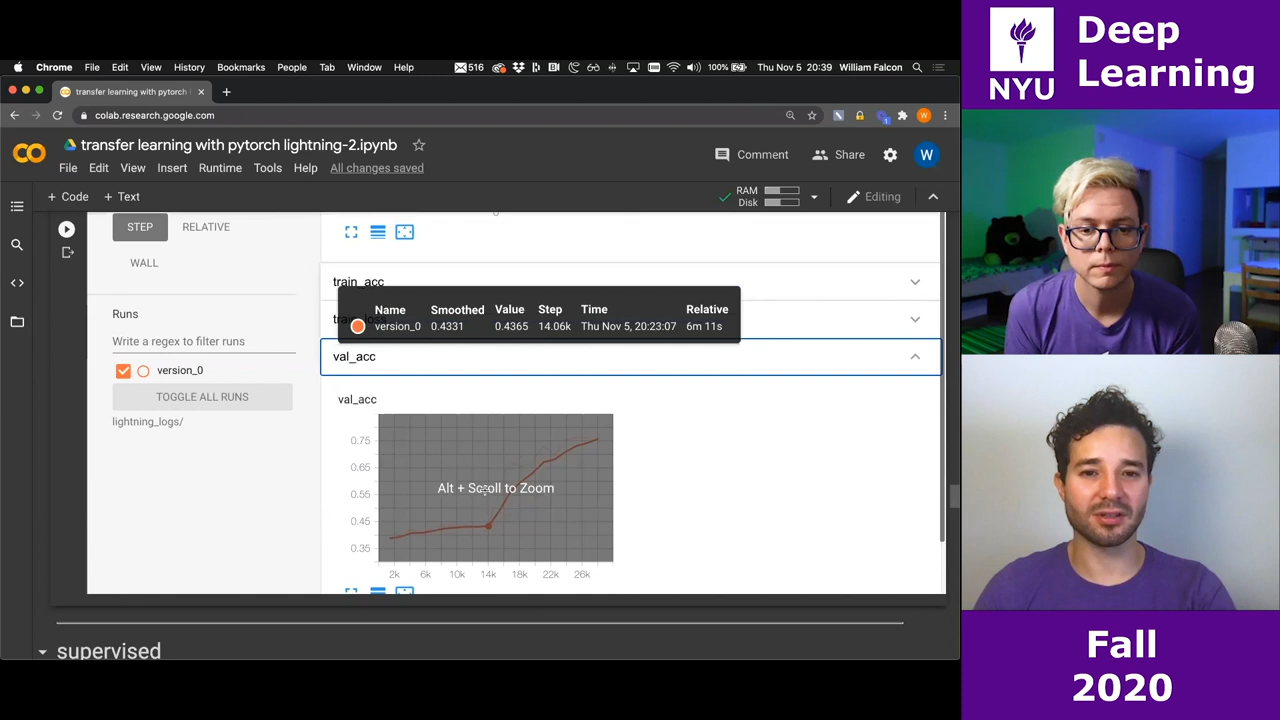 Chrome File Edit View History Bookmarks People Tab Window Help 516 100% Thu Nov 5 20:39 William Falcon
transfer learning with pytorch l
colab.research.google.com
W
transfer learning with pytorch lightning-2.ipynb
Comment Share W
File Edit View Insert Runtime Tools Help All changes saved
+ Code + Text RAM Disk Editing
STEP RELATIVE
WALL
Runs
Write a regex to filter runs
version_0
TOGGLE ALL RUNS
lightning_logs/
train_acc
Name Smoothed Value Step Time Relative
version_0 0.4331 0.4365 14.06k Thu Nov 5, 20:23:07 6m 11s
val_acc
val_acc
0.75
0.65
0.55
0.45
0.35
Alt + Scroll to Zoom
2k 6k 10k 14k 18k 22k 26k
supervised
NYU
Deep
Learning
Fall
2020